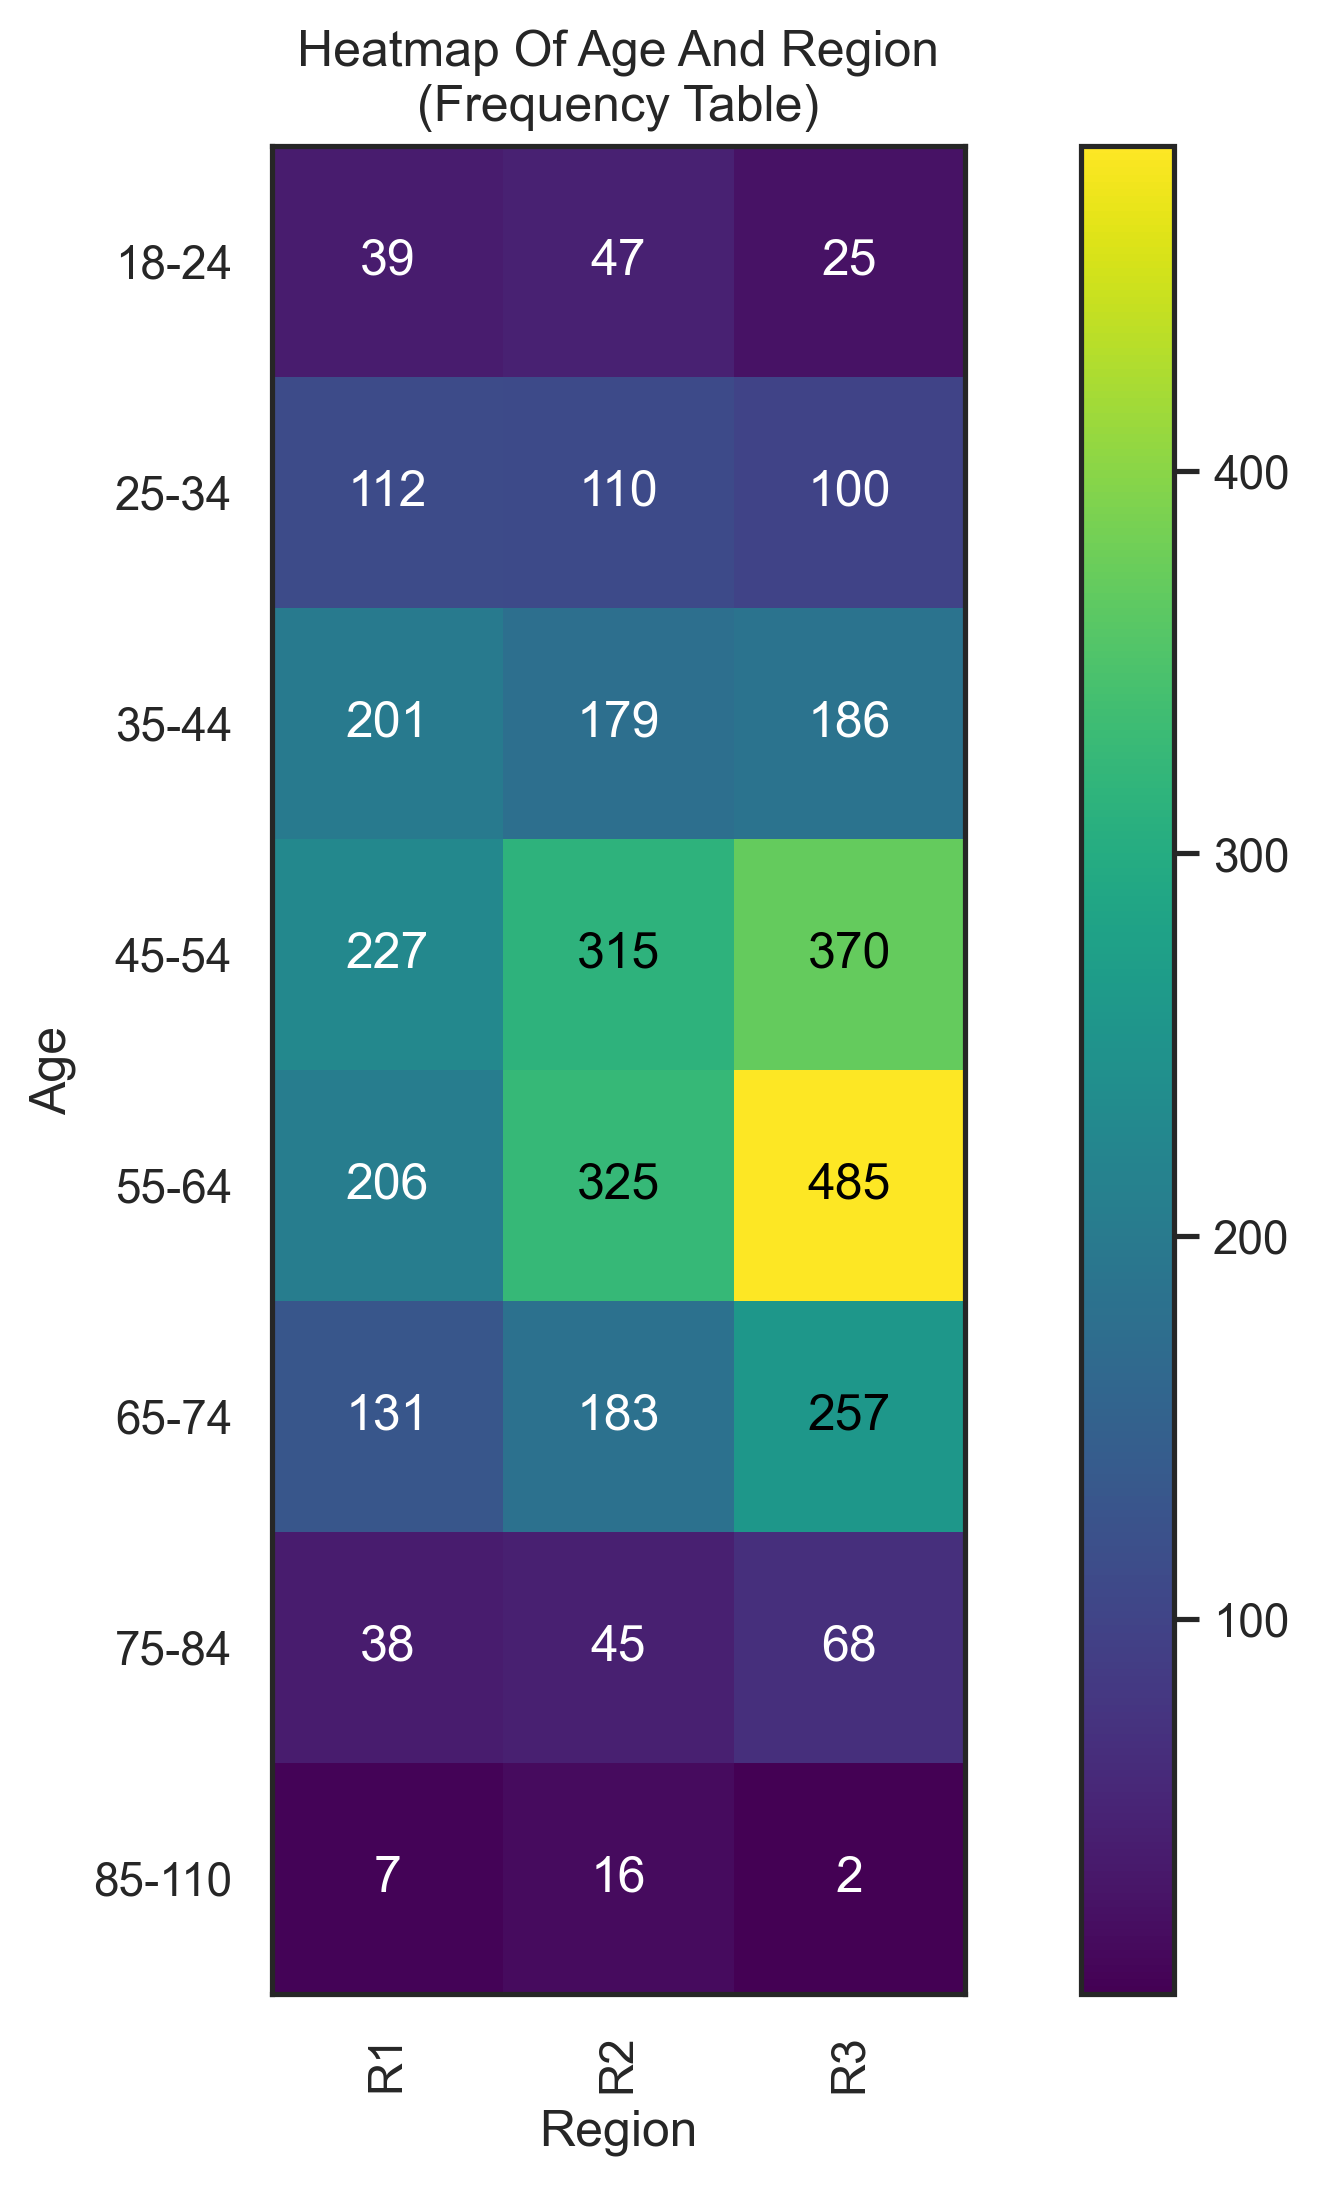 Heatmap Of Age And Region
(Frequency Table)
18-24 39 47 25
25-34 112 110 100
35-44 201 179 186
45-54 227 315 370
55-64 206 325 485
65-74 131 183 257
75-84 38 45 68
85-110 7 16 2
Age
R1 R2 R3
Region
400
300
200
100